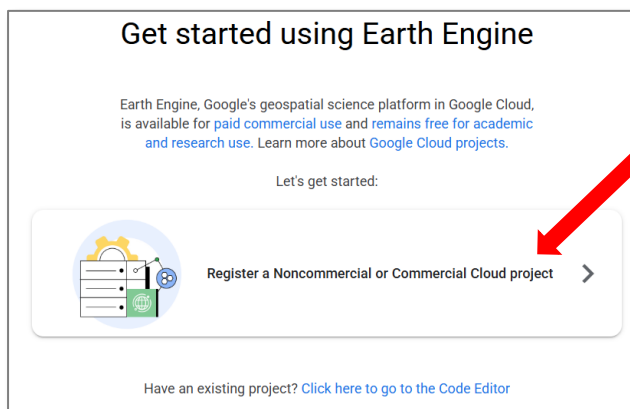 Get started using Earth Engine
Earth Engine, Google's geospatial science platform in Google Cloud,
is available for paid commercial use and remains free for academic
and research use. Learn more about Google Cloud projects.
Let's get started:
Register a Noncommercial or Commercial Cloud project
Have an existing project? Click here to go to the Code Editor